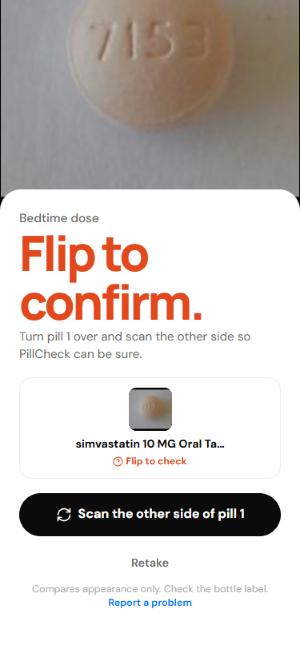 7153
Bedtime dose
Flip to
confirm.
Turn pill 1 over and scan the other side so
PillCheck can be sure.
simvastatin 10 MG Oral Ta...
Flip to check
Scan the other side of pill 1
Retake
Compares appearance only. Check the bottle label.
Report a problem